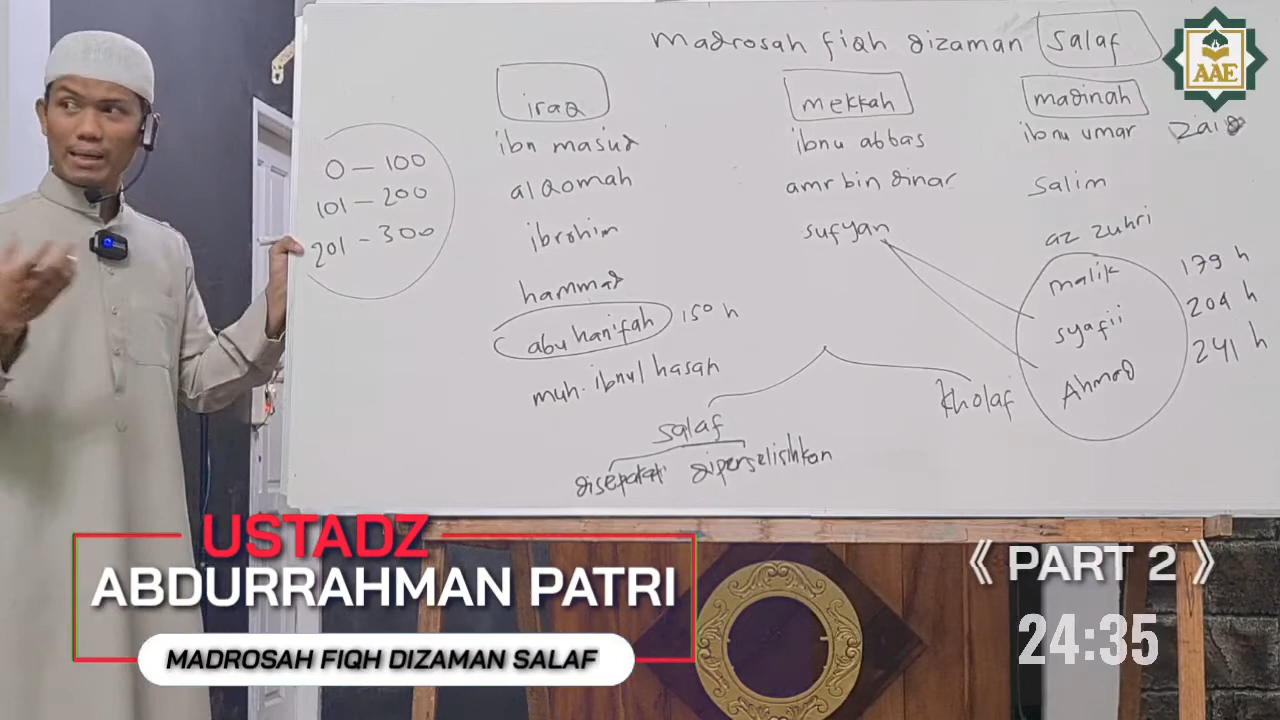 madrosah fiqh dizaman salaf
AAE
iraq
mekkah
madinah
0 - 100
101 - 200
201 - 300
ibn masud
alqomah
ibrohim
hammad
abu hanifah 150 h
muh. ibnul hasan
ibnu abbas
amr bin dinar
sufyan
ibnu umar zaid
salim
az zuhri
malik 179 h
syafii 204 h
Ahmad 241 h
salaf
kholaf
disepakati diperselisihkan
USTADZ
ABDURRAHMAN PATRI
MADROSAH FIQH DIZAMAN SALAF
《 PART 2 》
24:35